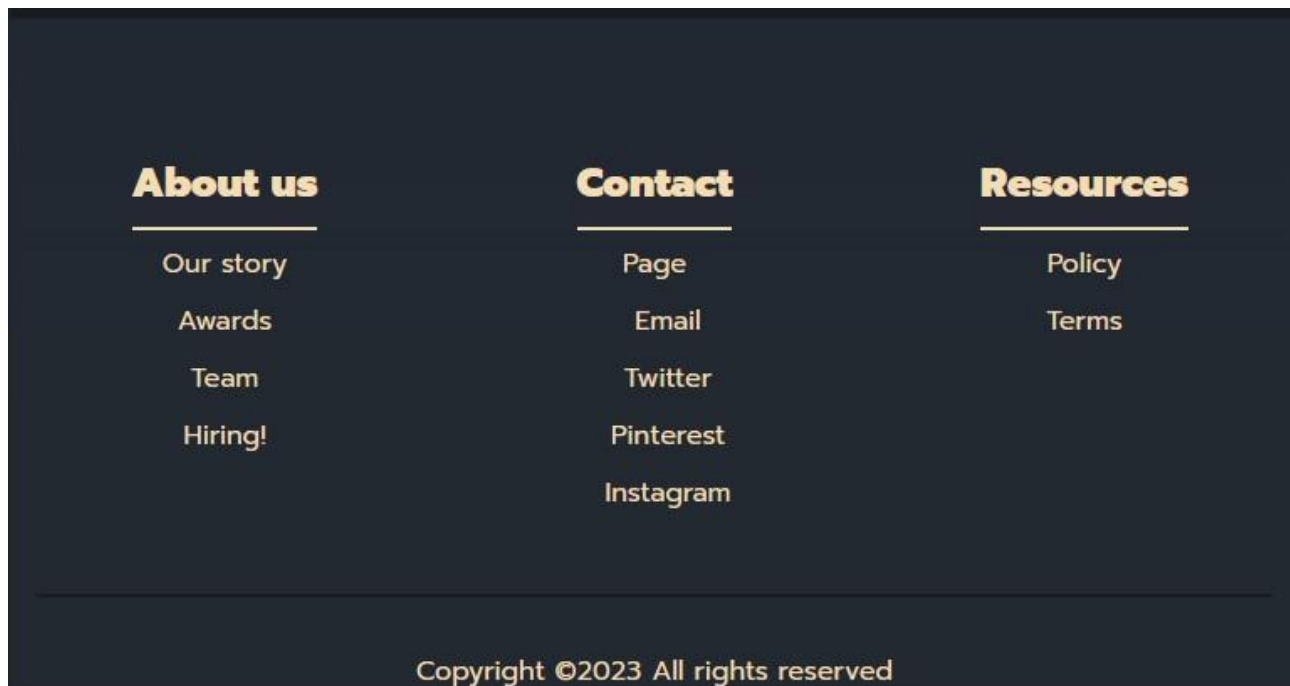 About us
Our story
Awards
Team
Hiring!
Contact
Page
Email
Twitter
Pinterest
Instagram
Resources
Policy
Terms
Copyright ©2023 All rights reserved